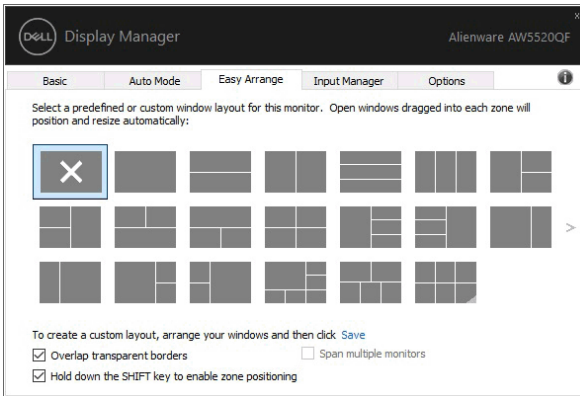 DELL Display Manager
Alienware AW5520QF
Basic Auto Mode Easy Arrange Input Manager Options
Select a predefined or custom window layout for this monitor. Open windows dragged into each zone will
position and resize automatically:
To create a custom layout, arrange your windows and then click Save
Overlap transparent borders
Span multiple monitors
Hold down the SHIFT key to enable zone positioning